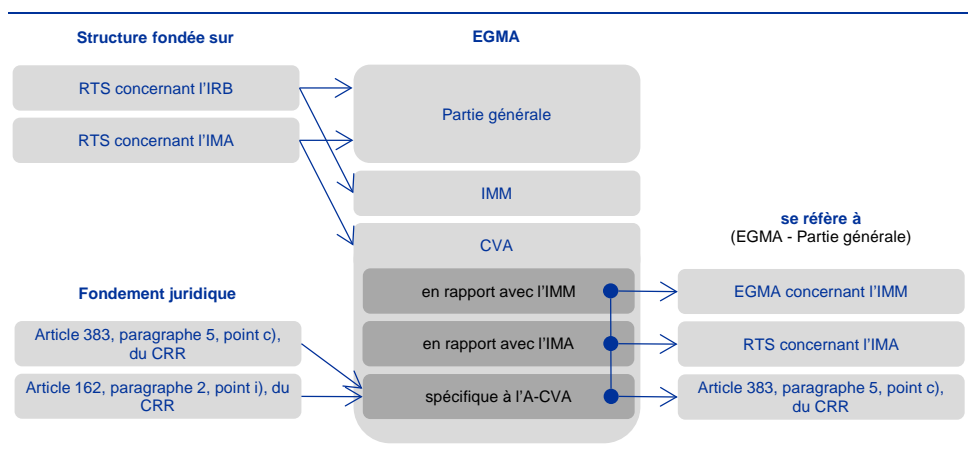 Structure fondée sur
EGMA
RTS concernant l'IRB
RTS concernant l'IMA
Partie générale
IMM
CVA
se réfère à
(EGMA - Partie générale)
Fondement juridique
en rapport avec l'IMM
EGMA concernant l'IMM
Article 383, paragraphe 5, point c),
du CRR
en rapport avec l'IMA
RTS concernant l'IMA
Article 162, paragraphe 2, point i), du
CRR
spécifique à l'A-CVA
Article 383, paragraphe 5, point c),
du CRR